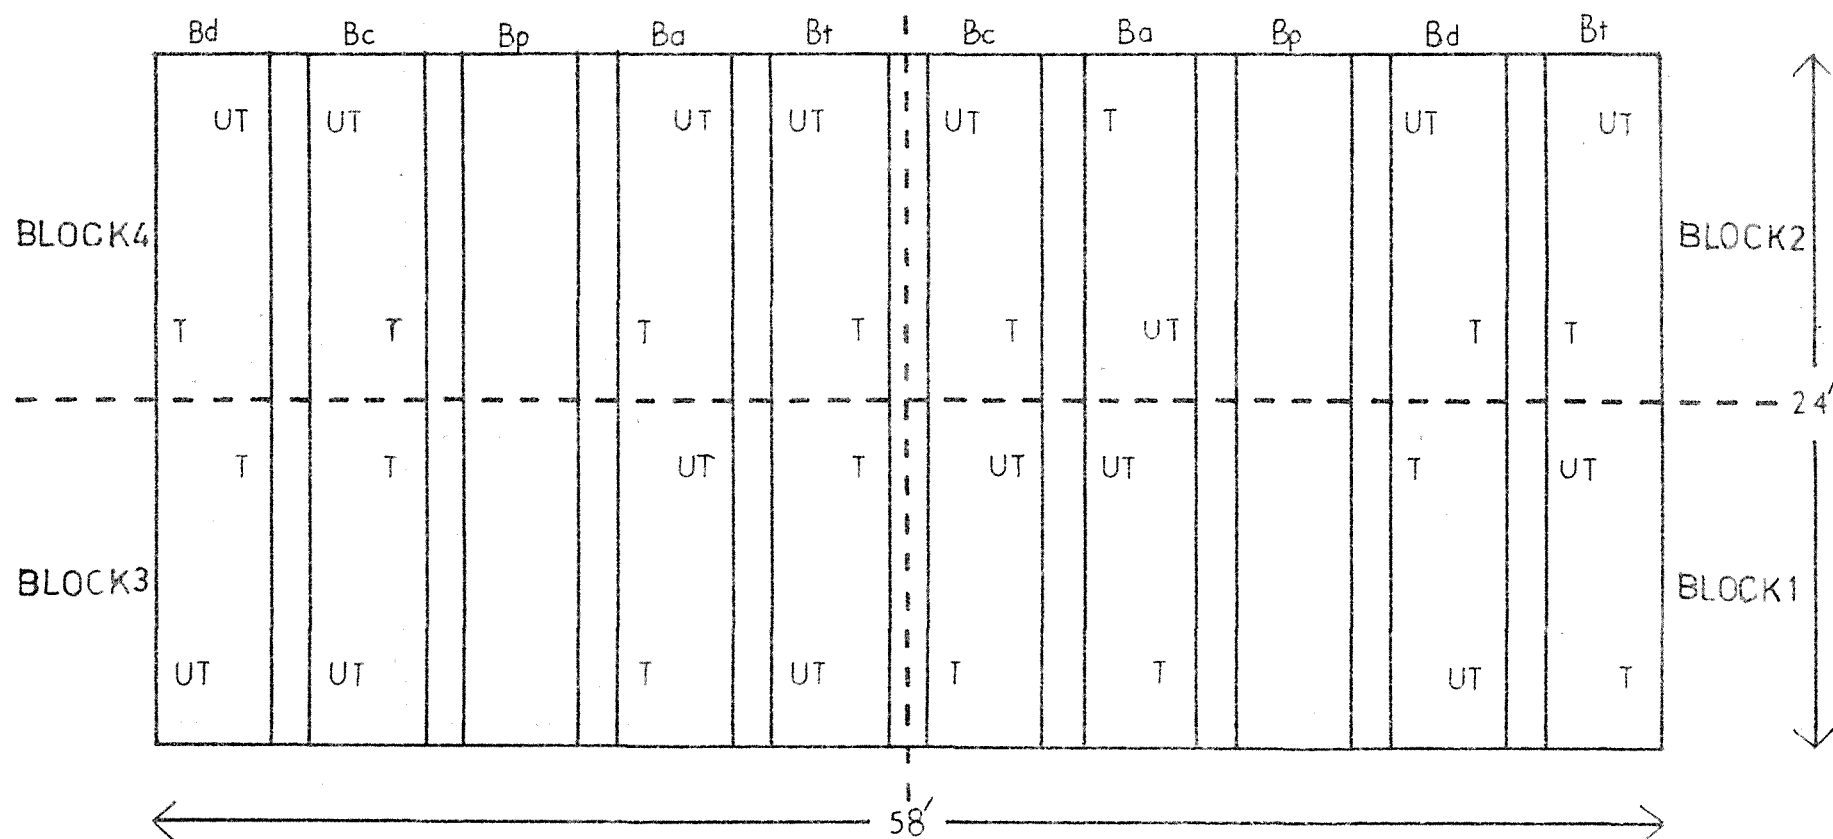 Bd Bc Bp Ba Bt Bc Ba Bp Bd Bt
UT UT UT UT UT T UT UT
BLOCK4 BLOCK2
T T T T T UT T T
24'
T T UT T UT UT T UT
BLOCK3 BLOCK1
UT UT T UT T T UT T
58'